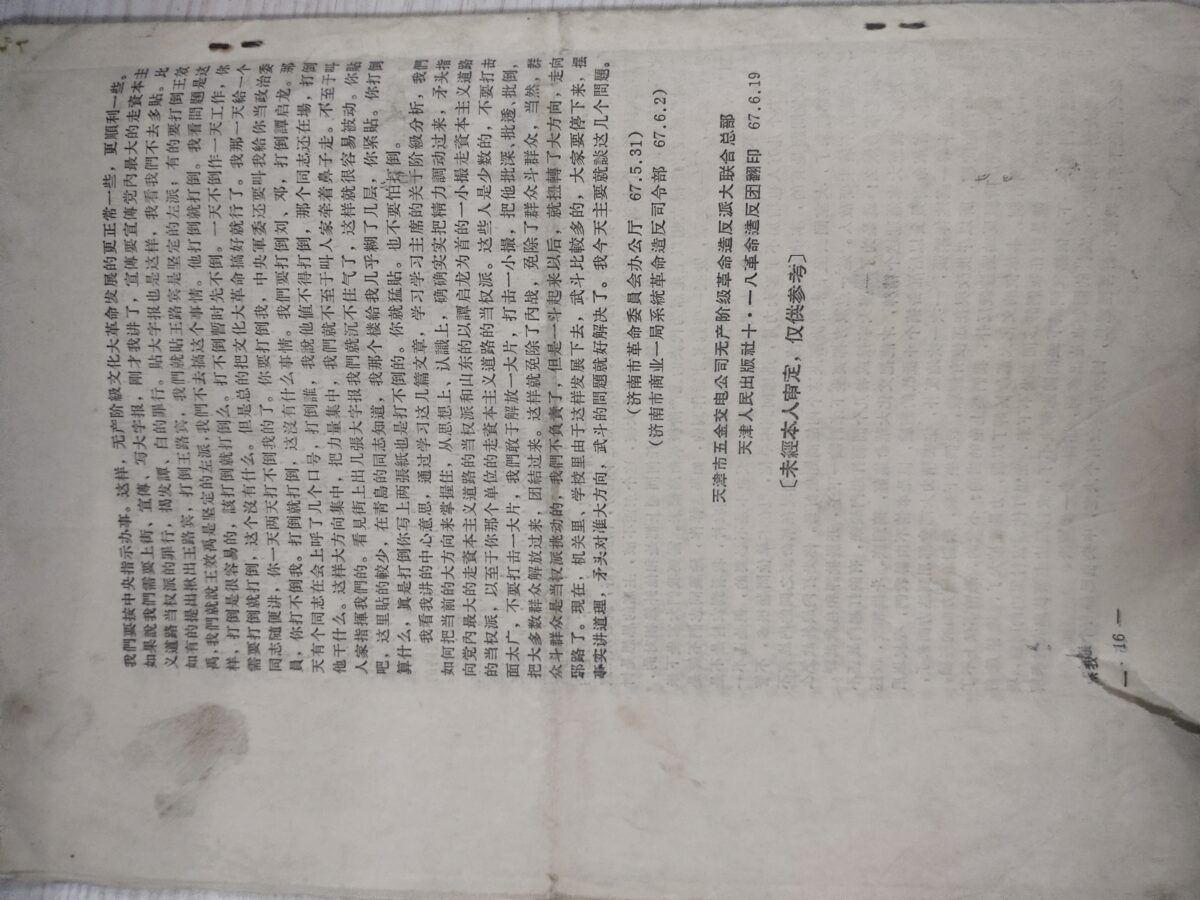 我們要按中央指示办事。这样，无产阶級文化大革命发展的更正常一些，更順利一些。
如果說我們需要上街、宣傳、写大字报，刚才我讲了，宣傳要宣傳党內最大的走資本主
义道路当权派的罪行，揭发譚、白的罪行。貼大字报也是这样，我看我們不去多貼。比
如有的提出揪出王路宾，打倒王路宾，我們就貼王路宾是坚定的左派；有的要打倒王效
禹，我們就說王效禹是坚定的左派，我們不去搞这个事情。他打倒就打倒。我看問題是这
样，打倒是很容易的，該打倒就打倒么。打不倒暫时先不倒。一天不倒作一天工作，你
需要打倒就打倒，这个沒有什么。但是总的把文化大革命搞好就行了。我那一天給一个
同志随便讲，你一天两天打不倒我的了。你要打倒我，中央軍委还要叫我給你当政治委
員，你打不倒我。打倒就打倒，这沒有什么事情。我們要打倒刘、邓，打倒譚启龙。那
天有个同志在会上呼了几个口号，打倒誰，我說他值不得打倒，那个同志还在場，打倒
他干什么。这样大方向集中，把力量集中，我們就不至于叫人家牵着鼻子走。不至于叫
人家指揮我們的。看見街上出几張大字报我們就沉不住气了，这样就很容易被动。你貼
吧，这里貼的較少，在青島的同志知道，我那个楼給我几乎糊了几层，你紧貼。你打倒
算什么，眞是打倒你写上两張紙也是打不倒的。你就猛貼。也不要怕打倒。
我看我讲的中心意思，通过学习这几篇文章，学习学习主席的关于阶級分析，我們
如何把当前的大方向来掌握住，从思想上、认識上，确确实实把精力調动过来，矛头指
向党內最大的走資本主义道路的当权派和山东的以譚启龙为首的一小撮走資本主义道路
的当权派，以至于你那个单位的走資本主义道路的当权派。这些人是少数的，不要打击
面太广，不要打击一大片，我們敢于解放一大片，打击一小撮，把他批深、批透、批倒，
把大多数群众解放过来，团結过来。这样就免除了內战，免除了群众斗群众，当然，群
众斗群众是当权派挑动的，我們不負責了，但是一斗起来以后，就扭轉了大方向，走向
邪路了。現在，机关里、学校里由于这样发展下去，武斗比較多的，大家要停下来，摆
事实讲道理，矛头对准大方向，武斗的問題就好解决了。我今天主要就談这几个問題。
（济南市革命委員会办公厅　67.5.31）
（济南市商业一局系統革命造反司令部　67.6.2）
天津市五金交电公司无产阶级革命造反派大联合总部
天津人民出版社十·一八革命造反团翻印　67.6.19
〔未經本人审定，仅供参考〕
我
— 16 —